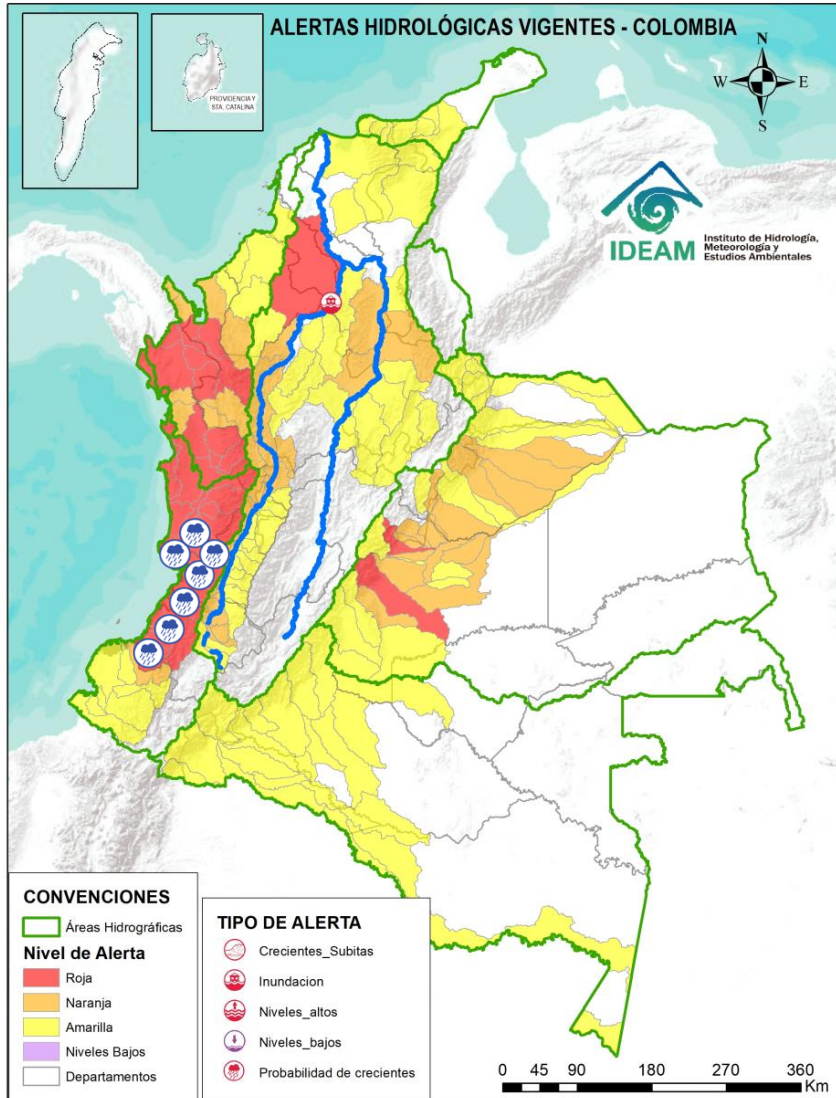 ALERTAS HIDROLÓGICAS VIGENTES - COLOMBIA
PROVIDENCIA Y
STA. CATALINA
N
W
E
S
IDEAM
Instituto de Hidrología,
Meteorología y
Estudios Ambientales
CONVENCIONES
Áreas Hidrográficas
Nivel de Alerta
Roja
Naranja
Amarilla
Niveles Bajos
Departamentos
TIPO DE ALERTA
Crecientes_Subitas
Inundacion
Niveles_altos
Niveles_bajos
Probabilidad de crecientes
0 45 90 180 270 360
Km